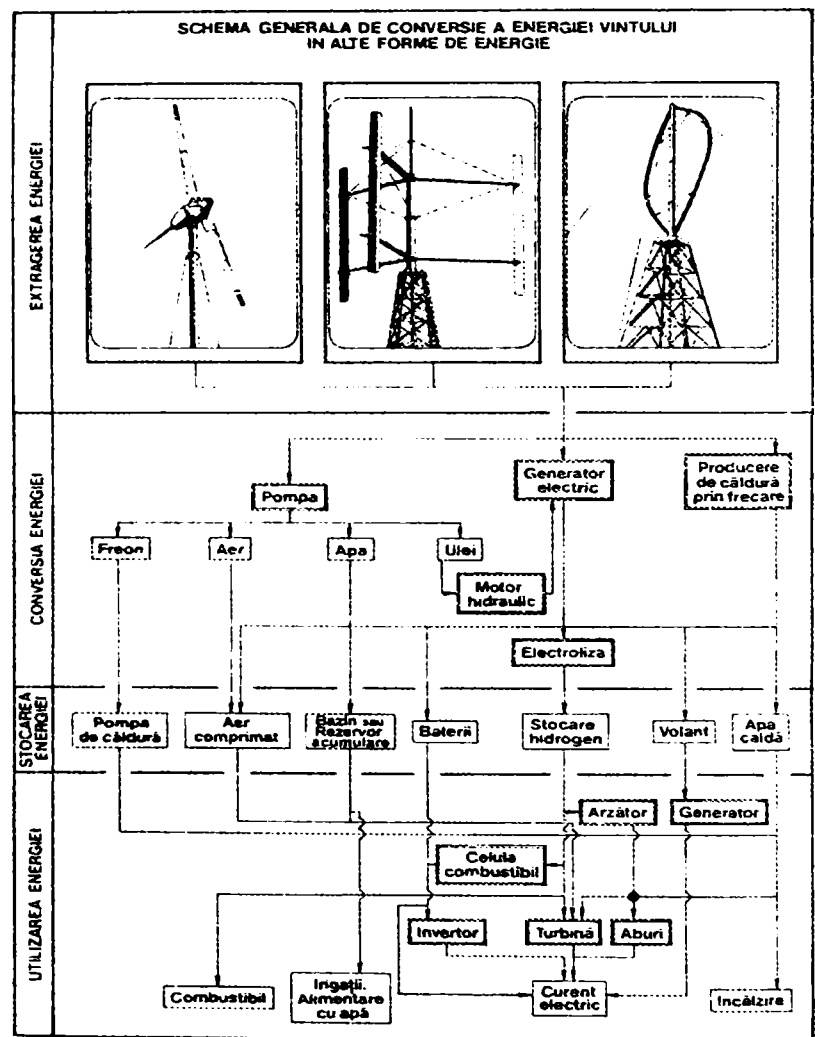 SCHEMA GENERALA DE CONVERSIE A ENERGIEI VINTULUI
IN ALTE FORME DE ENERGIE
EXTRAGEREA ENERGIEI
CONVERSIA ENERGIEI
Pompa
Generator
electric
Producere
de căldură
prin frecare
Freon
Aer
Apa
Ulei
Motor
hidraulic
Electroliza
STOCAREA
ENERGIEI
Pompa
de căldură
Aer
comprimat
Bazin sau
Rezervor
acumulare
Baterii
Stocare
hidrogen
Volant
Apa
caldă
UTILIZAREA ENERGIEI
Arzător
Generator
Celula
combustibil
Invertor
Turbină
Aburi
Combustibil
Irigații.
Alimentare
cu apă
Curent
electric
Incălzire